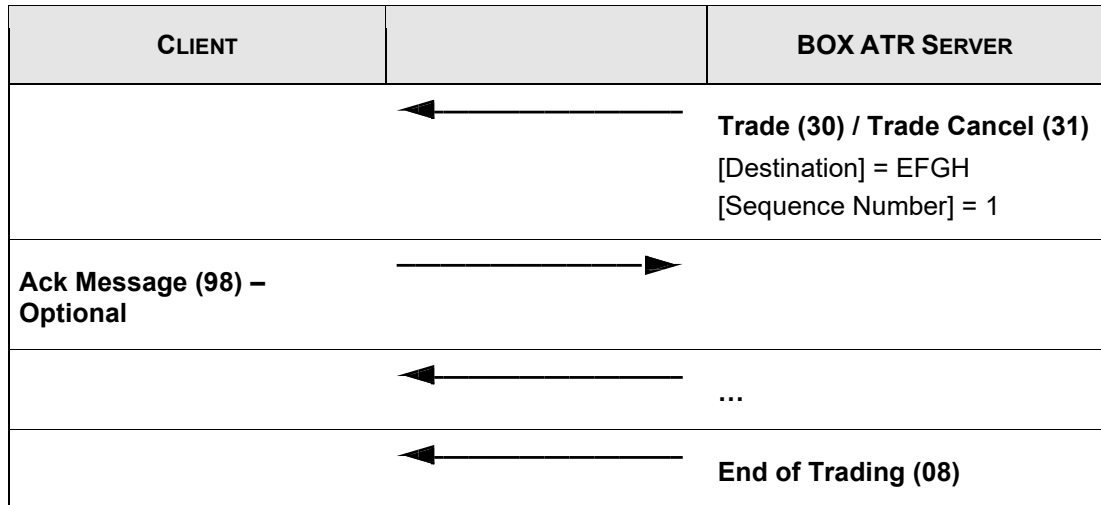 CLIENT
BOX ATR SERVER
Trade (30) / Trade Cancel (31)
[Destination] = EFGH
[Sequence Number] = 1
Ack Message (98) –
Optional
…
End of Trading (08)